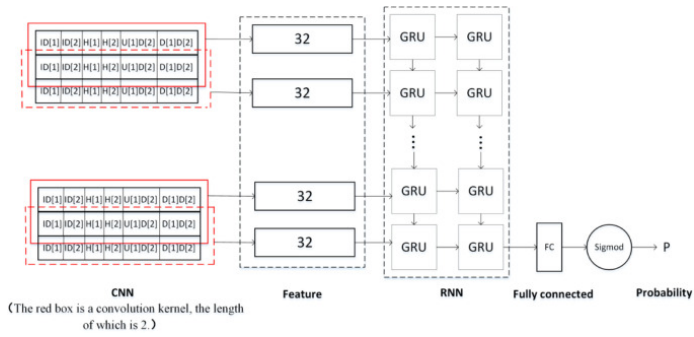 ID[1] ID[2] H[1] H[2] U[1]D[2] D[1]D[2] 32 GRU GRU
ID[1] ID[2] H[1] H[2] U[1]D[2] D[1]D[2]
ID[1] ID[2] H[1] H[2] U[1]D[2] D[1]D[2] 32 GRU GRU
ID[1] ID[2] H[1] H[2] U[1]D[2] D[1]D[2] 32 GRU GRU
ID[1] ID[2] H[1] H[2] U[1]D[2] D[1]D[2]
ID[1] ID[2] H[1] H[2] U[1]D[2] D[1]D[2] 32 GRU GRU FC Sigmod P
CNN Feature RNN Fully connected Probability
(The red box is a convolution kernel, the length
of which is 2.)